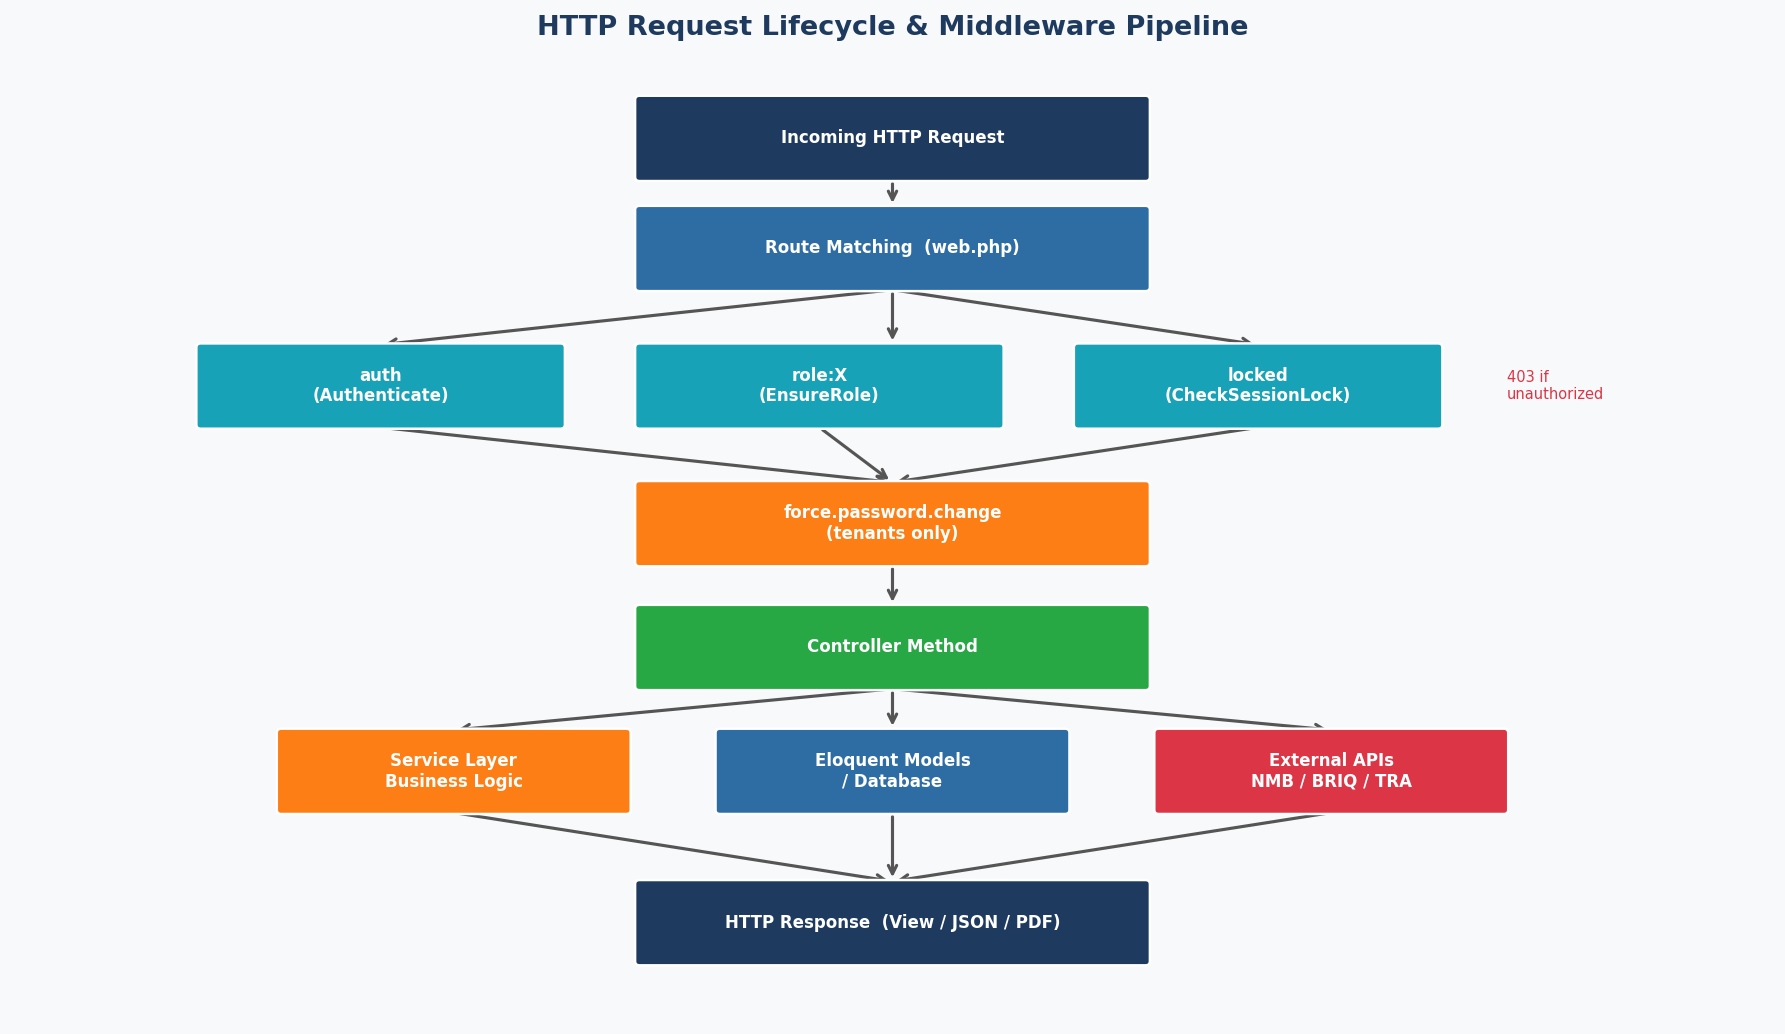 HTTP Request Lifecycle & Middleware Pipeline
Incoming HTTP Request
Route Matching  (web.php)
auth
(Authenticate)
role:X
(EnsureRole)
locked
(CheckSessionLock)
403 if
unauthorized
force.password.change
(tenants only)
Controller Method
Service Layer
Business Logic
Eloquent Models
/ Database
External APIs
NMB / BRIQ / TRA
HTTP Response  (View / JSON / PDF)